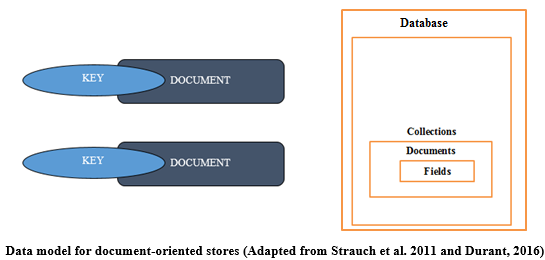 KEY DOCUMENT
KEY DOCUMENT
Database
Collections
Documents
Fields
Data model for document-oriented stores (Adapted from Strauch et al. 2011 and Durant, 2016)